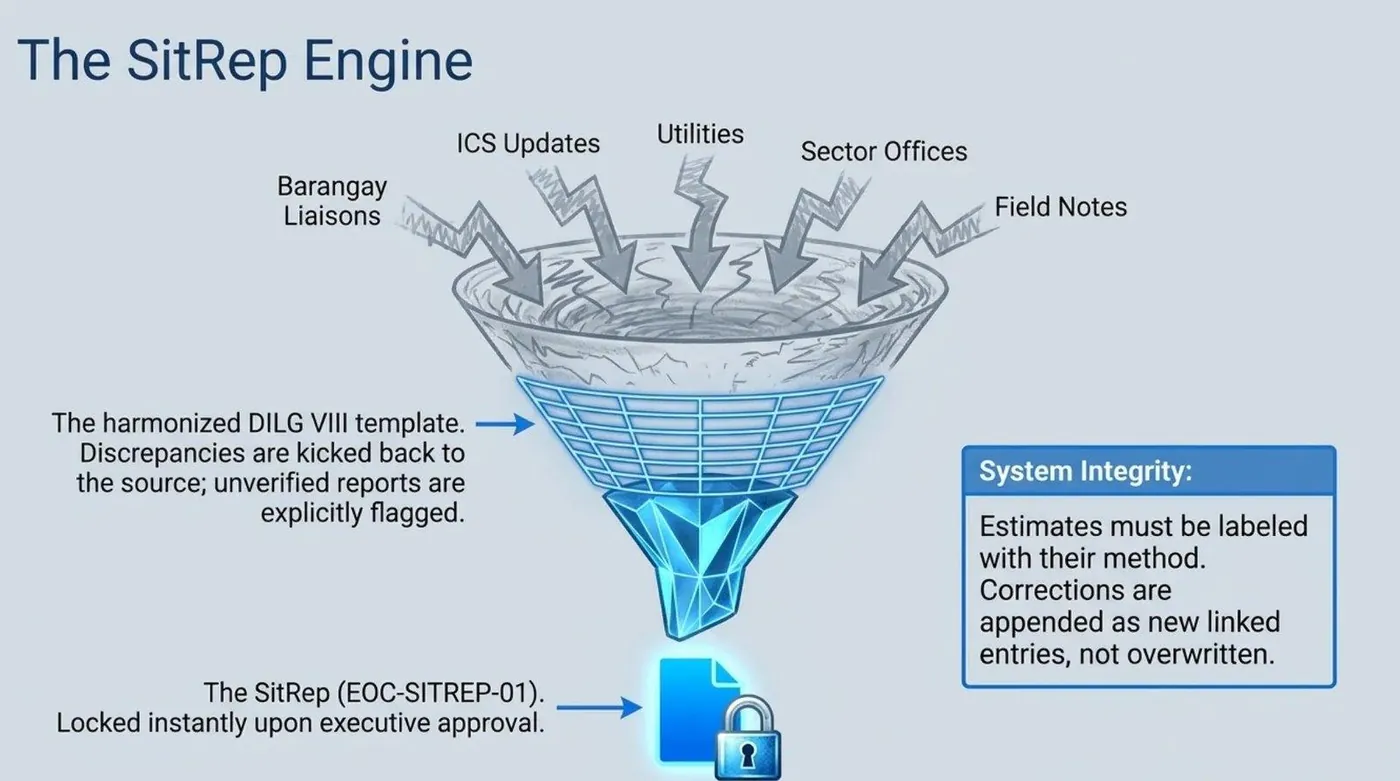 The SitRep Engine
Barangay
Liaisons
ICS Updates
Utilities
Sector Offices
Field Notes
The harmonized DILG VIII template.
Discrepancies are kicked back to
the source; unverified reports are
explicitly flagged.
System Integrity:
Estimates must be labeled
with their method.
Corrections are
appended as new linked
entries, not overwritten.
The SitRep (EOC-SITREP-01).
Locked instantly upon executive approval.